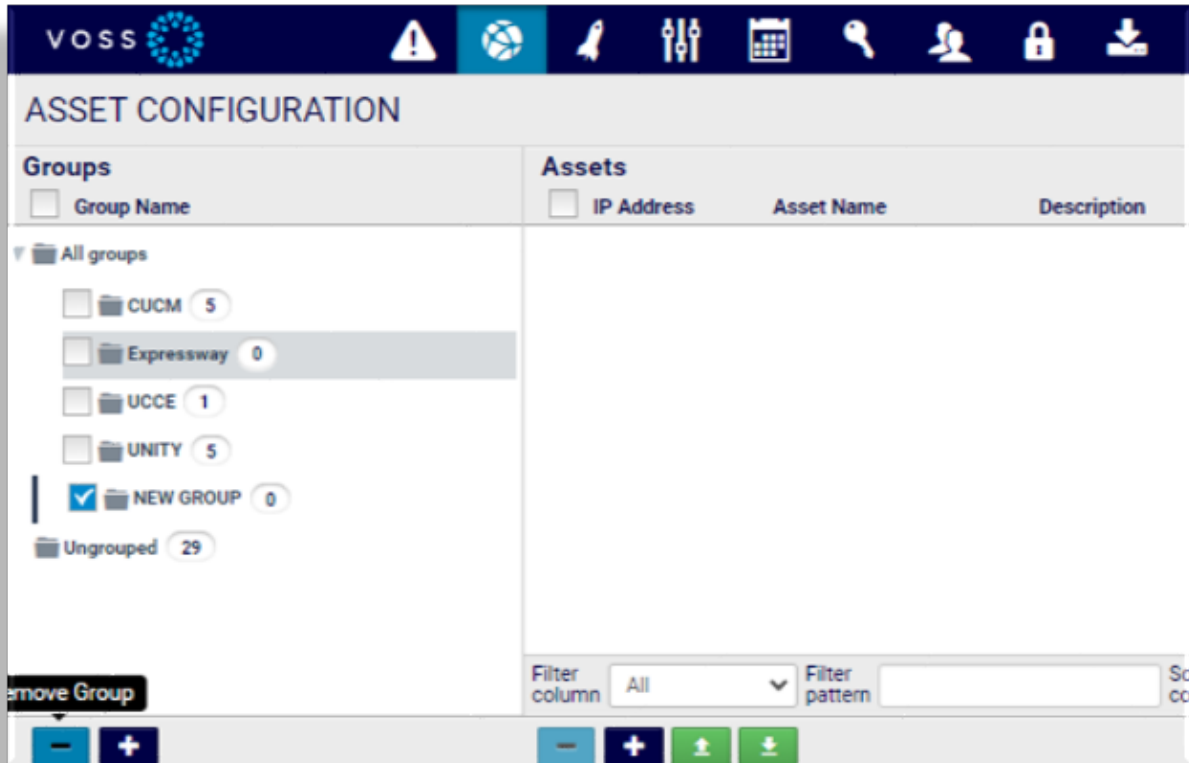 VOSS
ASSET CONFIGURATION
Groups
Group Name
Assets
IP Address Asset Name Description
All groups
CUCM 5
Expressway 0
UCCE 1
UNITY 5
NEW GROUP 0
Ungrouped 29
Filter column All Filter pattern
Group